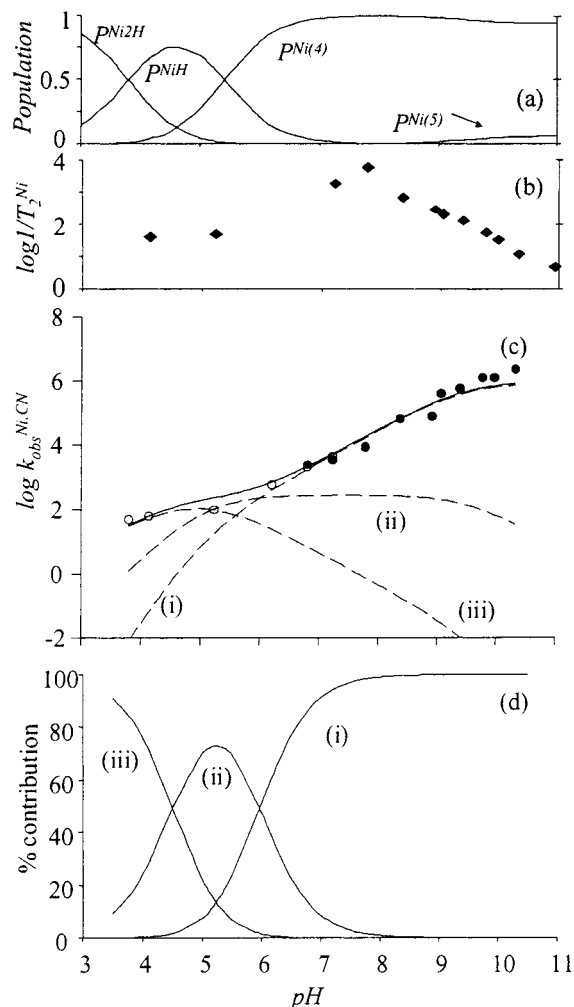 Population
1
0.5
0
P^Ni2H
P^NiH
P^Ni(4)
P^Ni(5)
(a)
log1/T_2^Ni
4
2
0
(b)
log k_obs^Ni.CN
8
6
4
2
0
-2
(c)
(i)
(ii)
(iii)
% contribution
100
80
60
40
20
0
(d)
(iii)
(ii)
(i)
3 4 5 6 7 8 9 10 11
pH